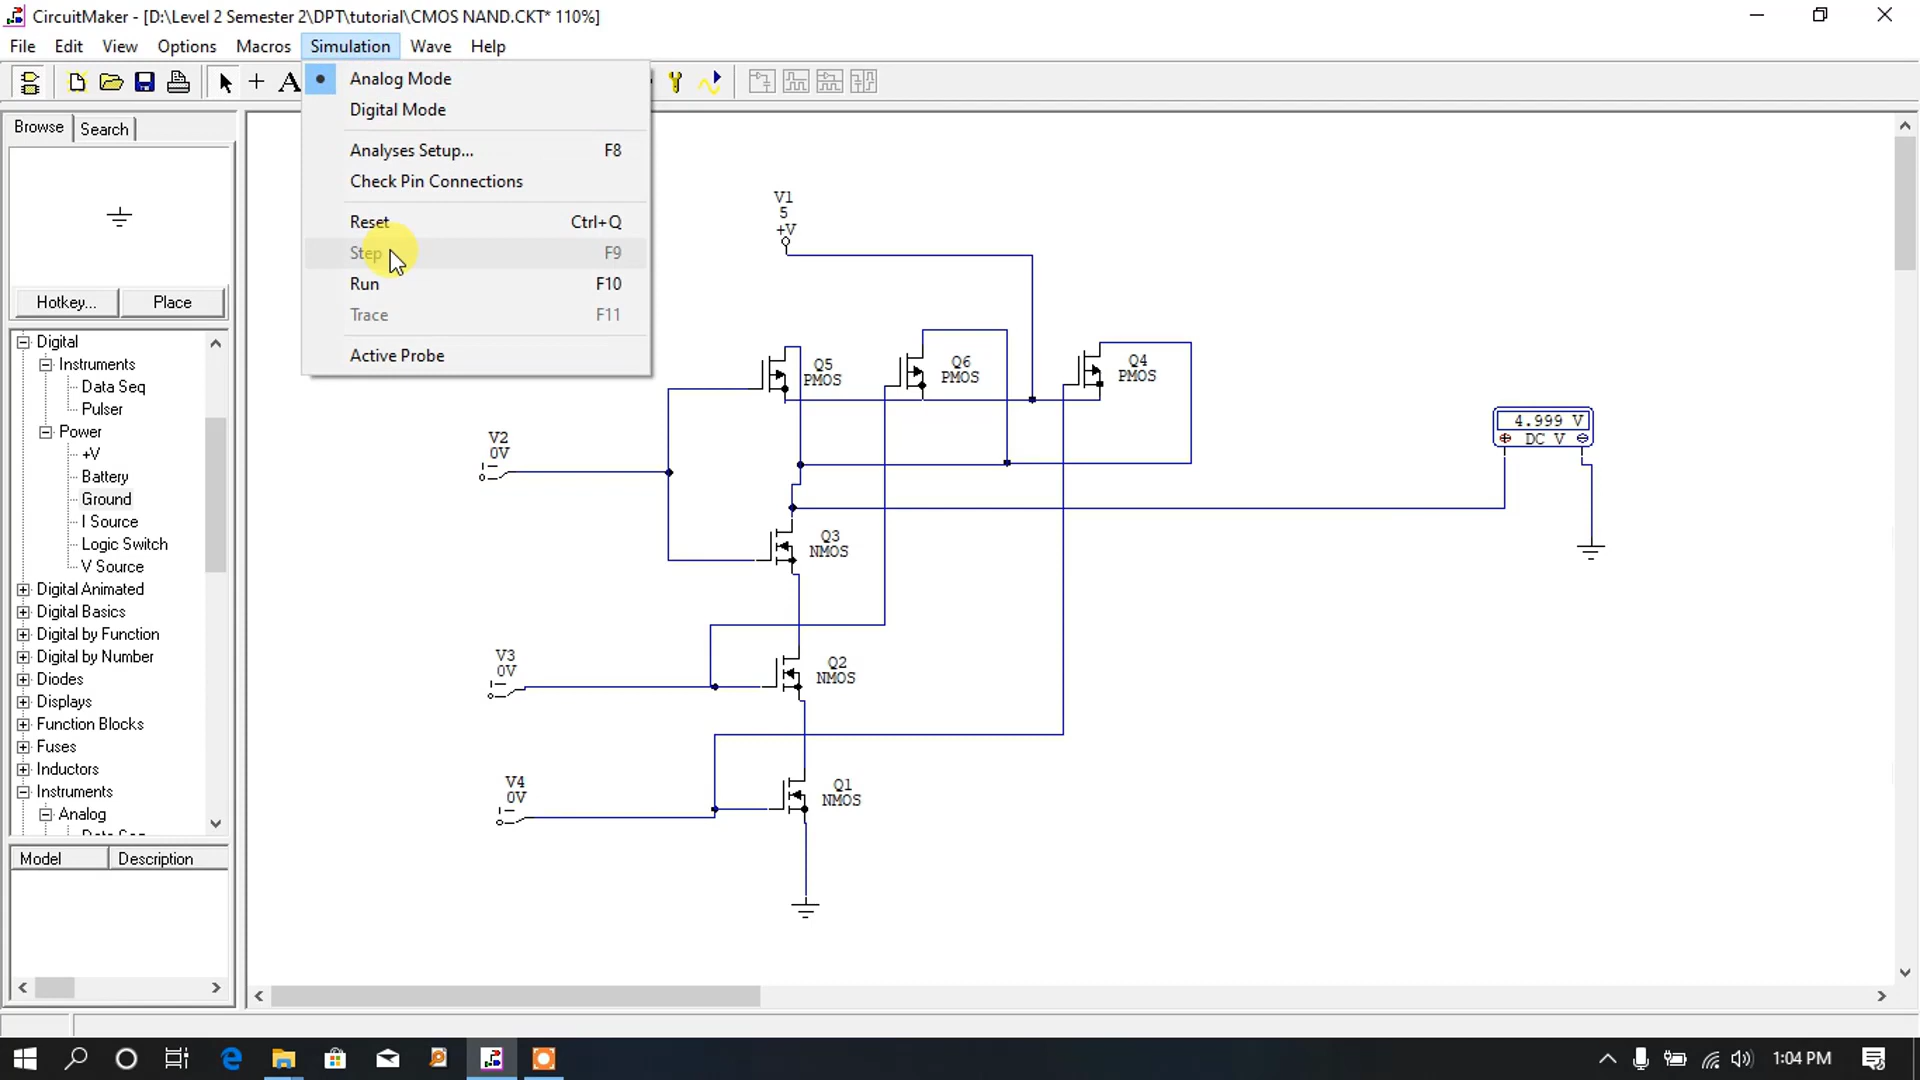 CircuitMaker - [D:\Level 2 Semester 2\DPT\tutorial\CMOS NAND.CKT* 110%]
File Edit View Options Macros Simulation Wave Help
A
Analog Mode
Digital Mode
Analyses Setup... F8
Check Pin Connections
Reset Ctrl+Q
Step F9
Run F10
Trace F11
Active Probe
Browse Search
Hotkey... Place
Digital
Instruments
Data Seq
Pulser
Power
+V
Battery
Ground
I Source
Logic Switch
V Source
Digital Animated
Digital Basics
Digital by Function
Digital by Number
Diodes
Displays
Function Blocks
Fuses
Inductors
Instruments
Analog
Data Seq
Model Description
V1
5
+V
Q5
PMOS
Q6
PMOS
Q4
PMOS
4.999 V
DC V
V2
0V
Q3
NMOS
V3
0V
Q2
NMOS
V4
0V
Q1
NMOS
1:04 PM